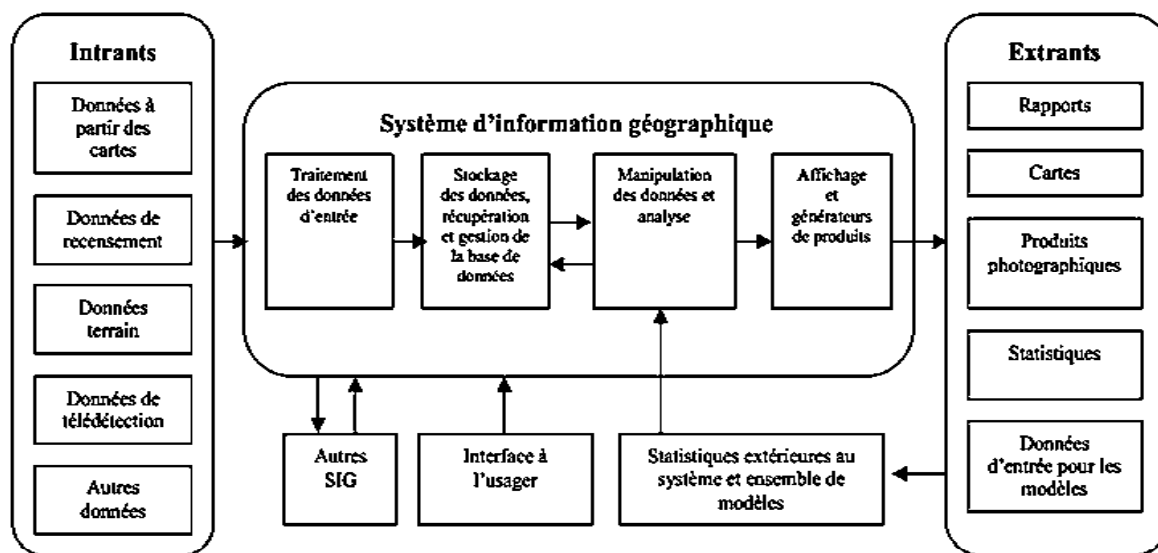 Intrants
Données à
partir des
cartes
Données de
recensement
Données
terrain
Données de
télédétection
Autres
données
Système d'information géographique
Traitement
des données
d'entrée
Stockage
des données,
récupération
et gestion de
la base de
données
Manipulation
des données et
analyse
Affichage
et
générateurs
de produits
Autres
SIG
Interface à
l'usager
Statistiques extérieures au
système et ensemble de
modèles
Extrants
Rapports
Cartes
Produits
photographiques
Statistiques
Données
d'entrée pour les
modèles